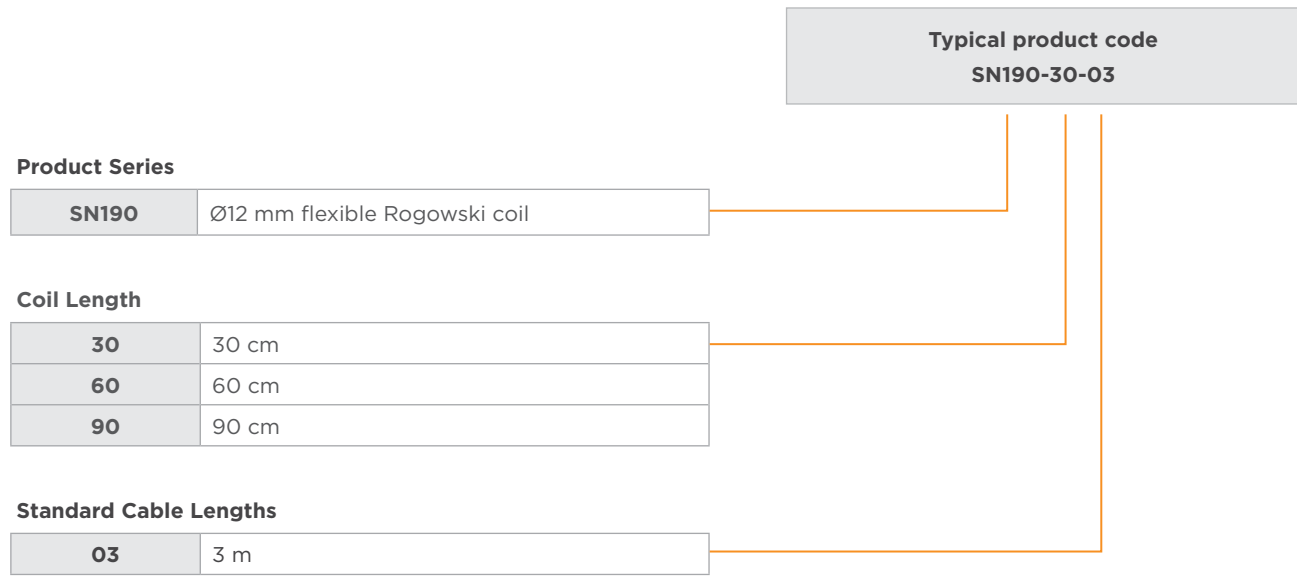 Typical product code
SN190-30-03
Product Series
SN190 Ø12 mm flexible Rogowski coil
Coil Length
30 30 cm
60 60 cm
90 90 cm
Standard Cable Lengths
03 3 m